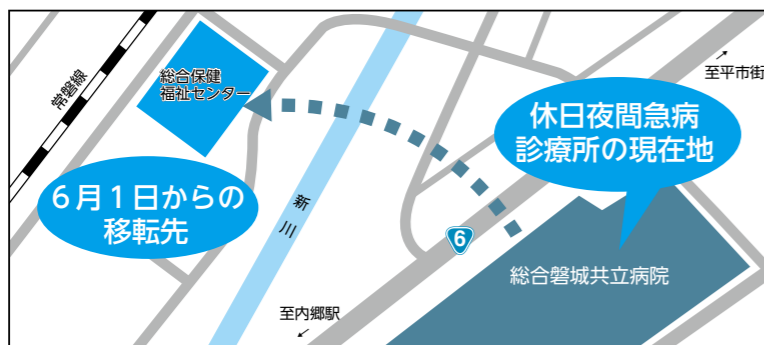 常磐線
総合保健
福祉センター
至平市街
休日夜間急病
診療所の現在地
6月1日からの
移転先
新川
6
総合磐城共立病院
至内郷駅